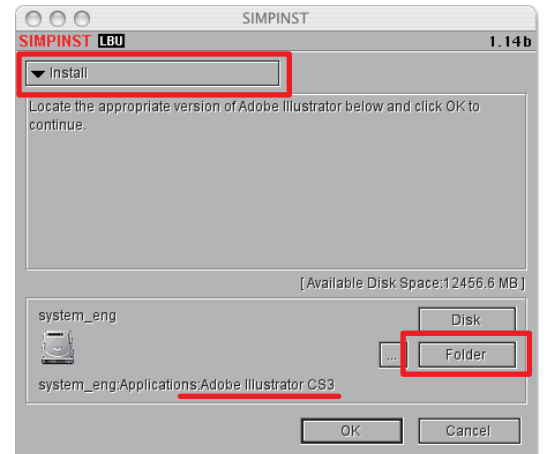 SIMPINST
SIMPINST LBU 1.14b
Install
Locate the appropriate version of Adobe Illustrator below and click OK to
continue.
[Available Disk Space:12456.6 MB]
system_eng
Disk
... Folder
system_eng:Applications:Adobe Illustrator CS3
OK Cancel